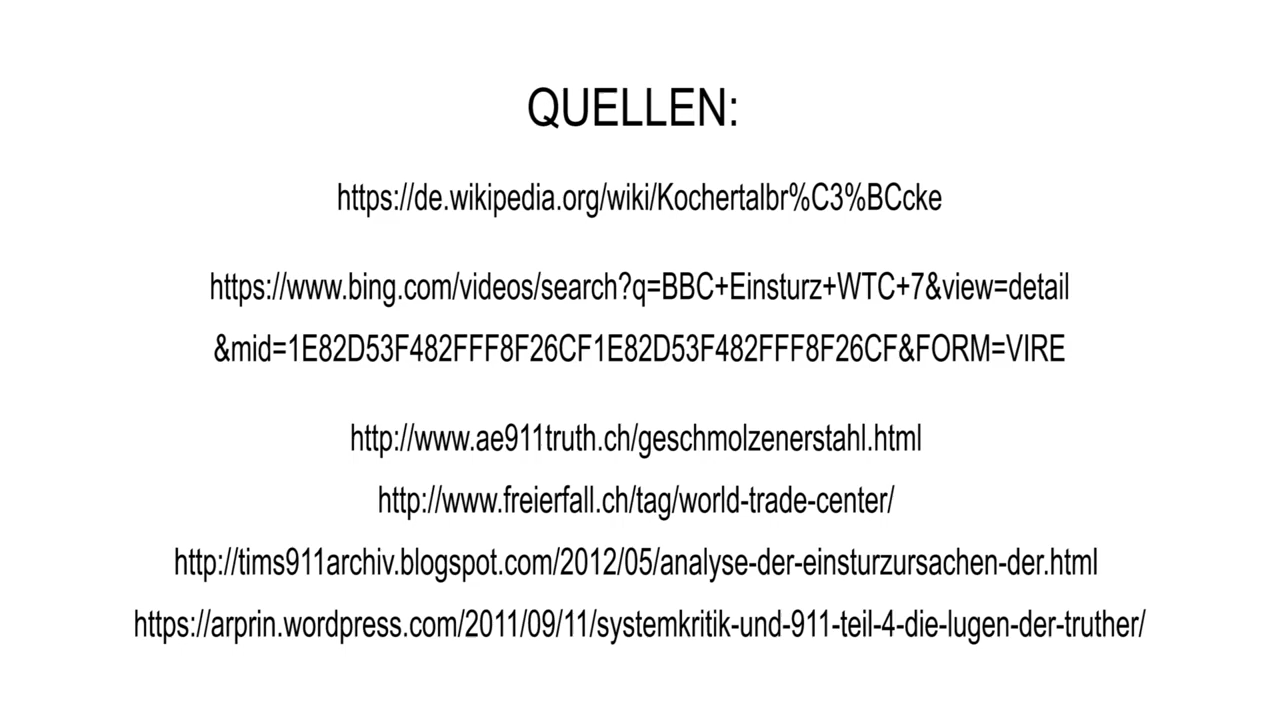 QUELLEN:
https://de.wikipedia.org/wiki/Kochertalbr%C3%BCcke
https://www.bing.com/videos/search?q=BBC+Einsturz+WTC+7&view=detail
&mid=1E82D53F482FFF8F26CF1E82D53F482FFF8F26CF&FORM=VIRE
http://www.ae911truth.ch/geschmolzenerstahl.html
http://www.freierfall.ch/tag/world-trade-center/
http://tims911archiv.blogspot.com/2012/05/analyse-der-einsturzursachen-der.html
https://arprin.wordpress.com/2011/09/11/systemkritik-und-911-teil-4-die-lugen-der-truther/